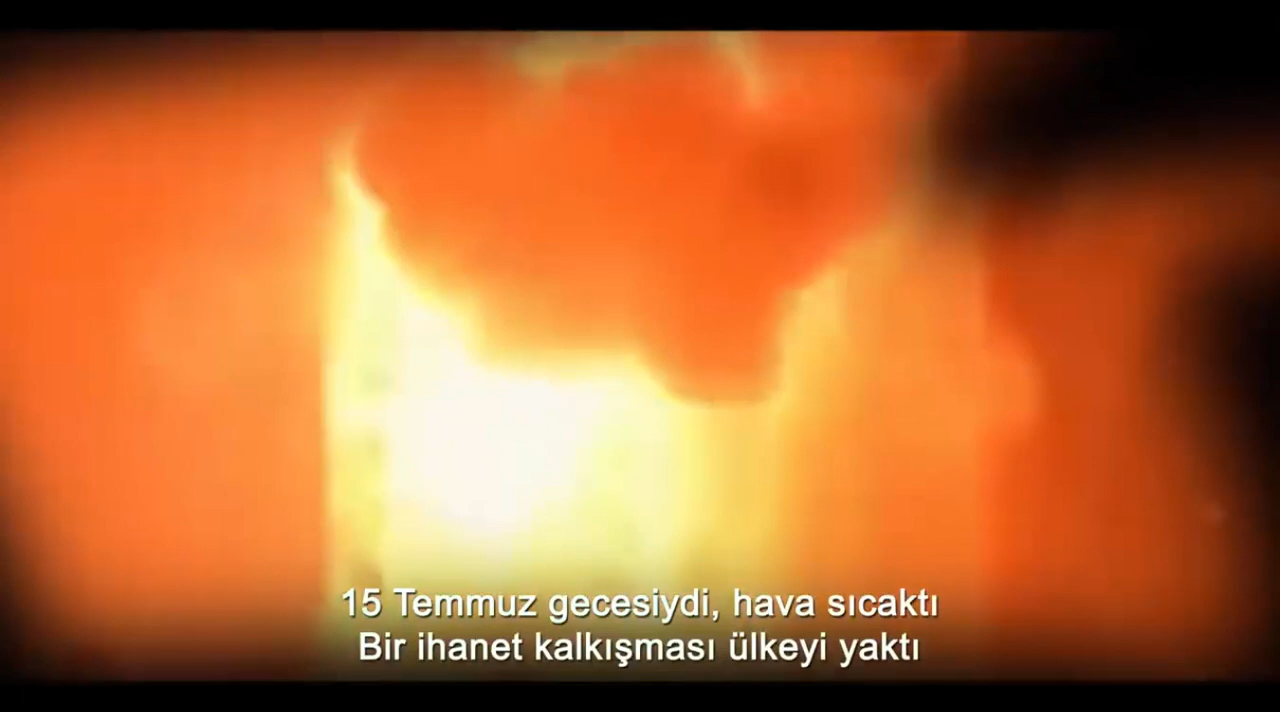 15 Temmuz gecesiydi, hava sıcaktı
Bir ihanet kalkışması ülkeyi yaktı